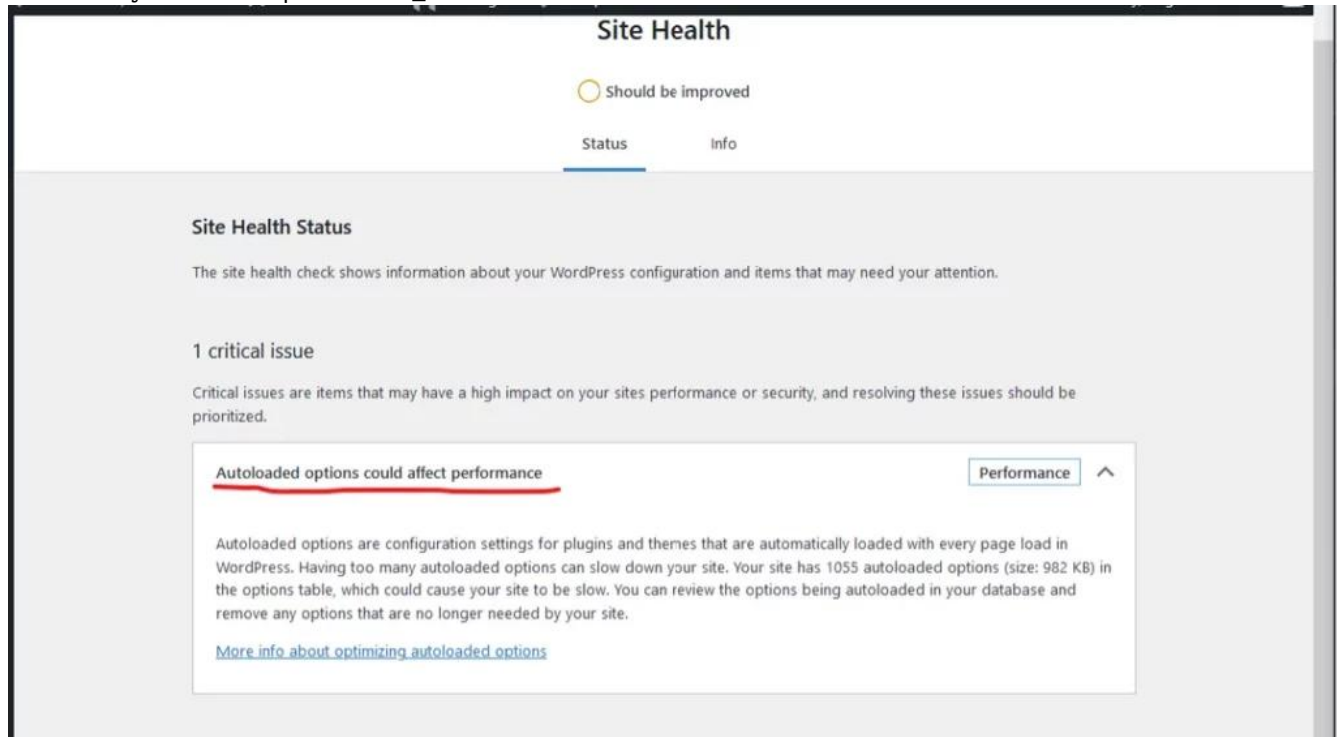 Site Health
Should be improved
Status Info
Site Health Status
The site health check shows information about your WordPress configuration and items that may need your attention.
1 critical issue
Critical issues are items that may have a high impact on your sites performance or security, and resolving these issues should be
prioritized.
Autoloaded options could affect performance Performance
Autoloaded options are configuration settings for plugins and themes that are automatically loaded with every page load in
WordPress. Having too many autoloaded options can slow down your site. Your site has 1055 autoloaded options (size: 982 KB) in
the options table, which could cause your site to be slow. You can review the options being autoloaded in your database and
remove any options that are no longer needed by your site.
More info about optimizing autoloaded options